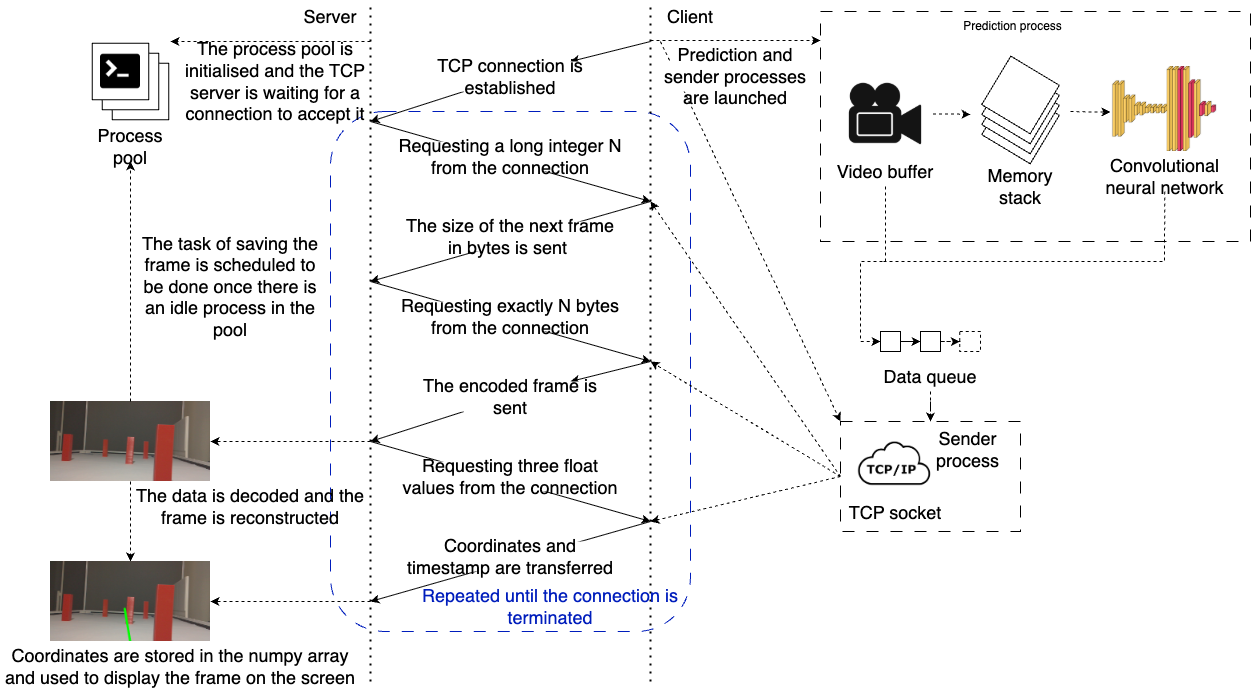 Server
Client
Prediction process
The process pool is
initialised and the TCP
server is waiting for a
connection to accept it
Process
pool
TCP connection is
established
Prediction and
sender processes
are launched
Video buffer
Memory
stack
Convolutional
neural network
Requesting a long integer N
from the connection
The size of the next frame
in bytes is sent
The task of saving the
frame is scheduled to
be done once there is
an idle process in the
pool
Requesting exactly N bytes
from the connection
Data queue
The encoded frame is
sent
Sender
process
TCP/IP
TCP socket
Requesting three float
values from the connection
The data is decoded and the
frame is reconstructed
Coordinates and
timestamp are transferred
Repeated until the connection is
terminated
Coordinates are stored in the numpy array
and used to display the frame on the screen